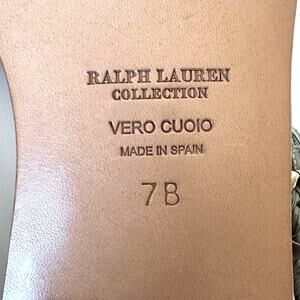 RALPH LAUREN
COLLECTION
VERO CUOIO
MADE IN SPAIN
7B